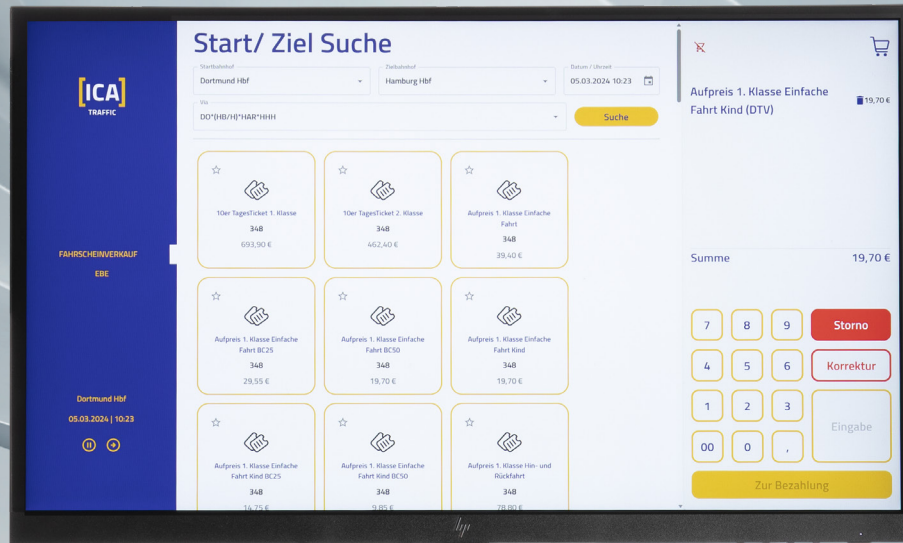 [ICA]
TRAFFIC
FAHRSCHEINVERKAUF
EBE
Dortmund Hbf
05.03.2024 | 10:23
Start/ Ziel Suche
Startbahnhof
Dortmund Hbf
Zielbahnhof
Hamburg Hbf
Datum / Uhrzeit
05.03.2024 10:23
Via
DO*(HB/H)*HAR*HHH
Suche
10er TagesTicket 1. Klasse
348
693,90 €
10er TagesTicket 2. Klasse
348
462,40 €
Aufpreis 1. Klasse Einfache
Fahrt
348
39,40 €
Aufpreis 1. Klasse Einfache
Fahrt BC25
348
29,55 €
Aufpreis 1. Klasse Einfache
Fahrt BC50
348
19,70 €
Aufpreis 1. Klasse Einfache
Fahrt Kind
348
19,70 €
Aufpreis 1. Klasse Einfache
Fahrt Kind BC25
348
14,75 €
Aufpreis 1. Klasse Einfache
Fahrt Kind BC50
348
9,85 €
Aufpreis 1. Klasse Hin- und
Rückfahrt
348
78,80 €
Aufpreis 1. Klasse Einfache
Fahrt Kind (DTV)
19,70 €
Summe 19,70 €
7 8 9 Storno
4 5 6 Korrektur
1 2 3
Eingabe
00 0 ,
Zur Bezahlung
hp